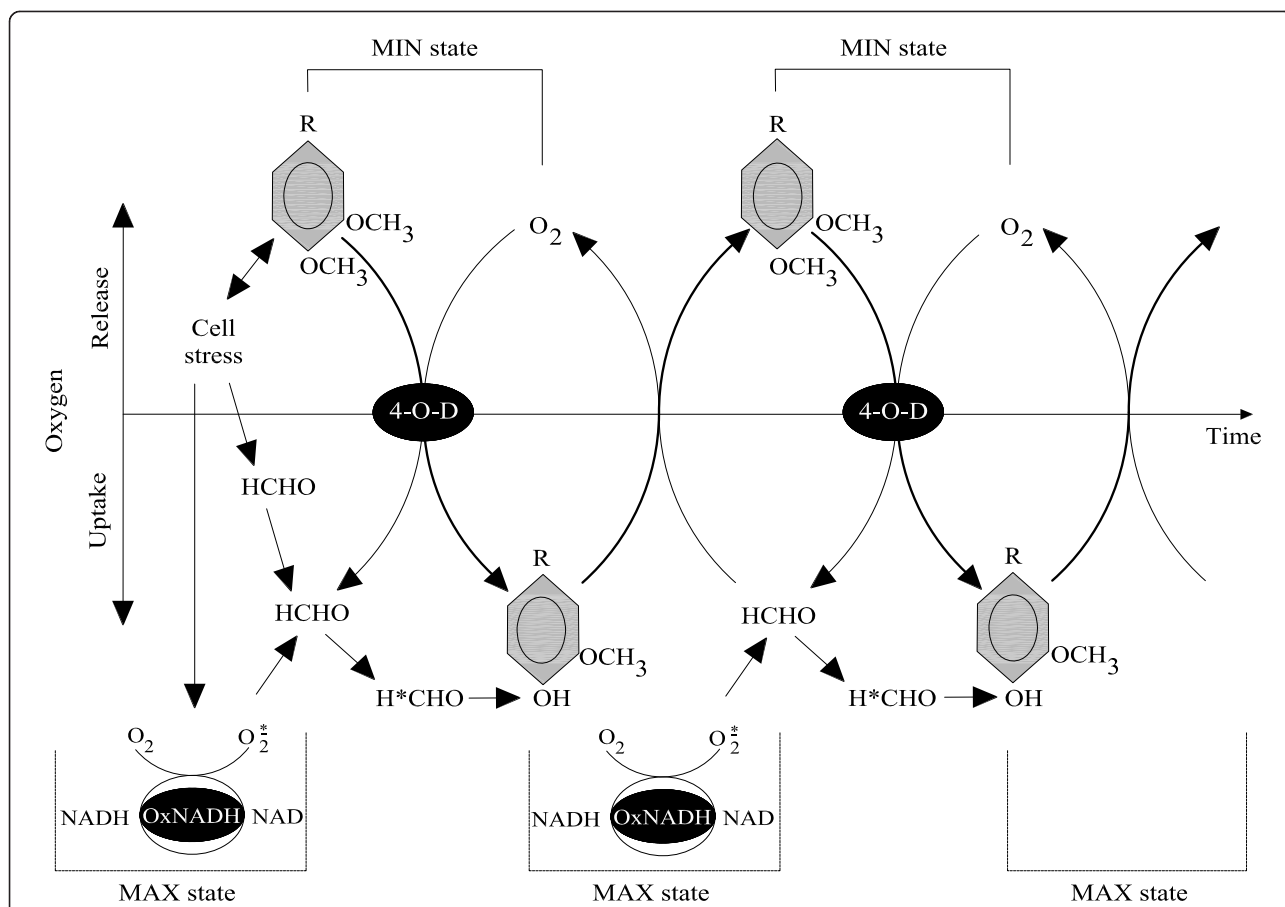 MIN state
MIN state
R
R
OCH3
OCH3
O2
OCH3
OCH3
O2
Release
Oxygen
Uptake
Cell
stress
4-O-D
4-O-D
Time
HCHO
HCHO
R
OCH3
OH
H*CHO
HCHO
R
OCH3
OH
H*CHO
O2
O2*
NADH
OxNADH
NAD
MAX state
O2
O2*
NADH
OxNADH
NAD
MAX state
MAX state